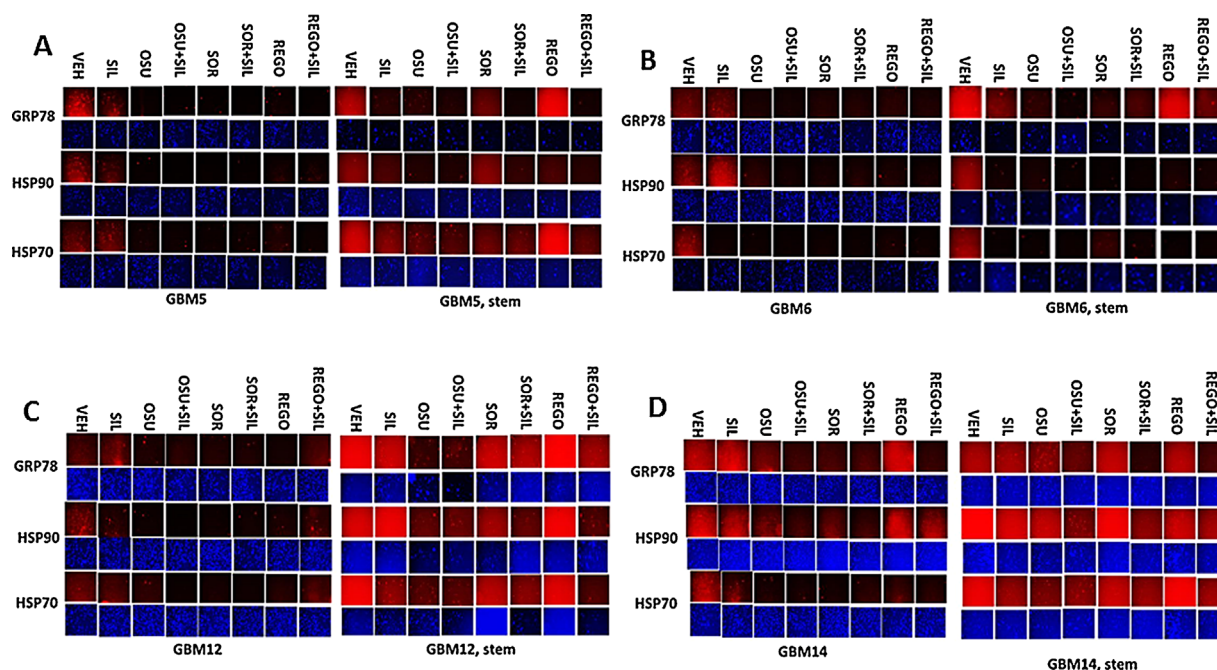 A
VEH SIL OSU OSU+SIL SOR SOR+SIL REGO REGO+SIL VEH SIL OSU OSU+SIL SOR SOR+SIL REGO REGO+SIL
GRP78
HSP90
HSP70
GBM5 GBM5, stem
B
VEH SIL OSU OSU+SIL SOR SOR+SIL REGO REGO+SIL VEH SIL OSU OSU+SIL SOR SOR+SIL REGO REGO+SIL
GRP78
HSP90
HSP70
GBM6 GBM6, stem
C
VEH SIL OSU OSU+SIL SOR SOR+SIL REGO REGO+SIL VEH SIL OSU OSU+SIL SOR SOR+SIL REGO REGO+SIL
GRP78
HSP90
HSP70
GBM12 GBM12, stem
D
VEH SIL OSU OSU+SIL SOR SOR+SIL REGO REGO+SIL VEH SIL OSU OSU+SIL SOR SOR+SIL REGO REGO+SIL
GRP78
HSP90
HSP70
GBM14 GBM14, stem